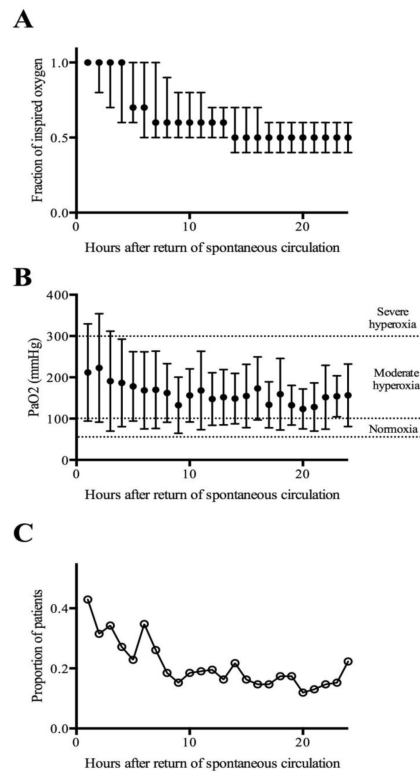 A
Fraction of inspired oxygen
1.0
0.5
0.0
0
10
20
Hours after return of spontaneous circulation
B
PaO2 (mmHg)
400
300
200
100
0
Severe
hyperoxia
Moderate
hyperoxia
Normoxia
0
10
20
Hours after return of spontaneous circulation
C
Proportion of patients
0.4
0.2
0.0
0
10
20
Hours after return of spontaneous circulation